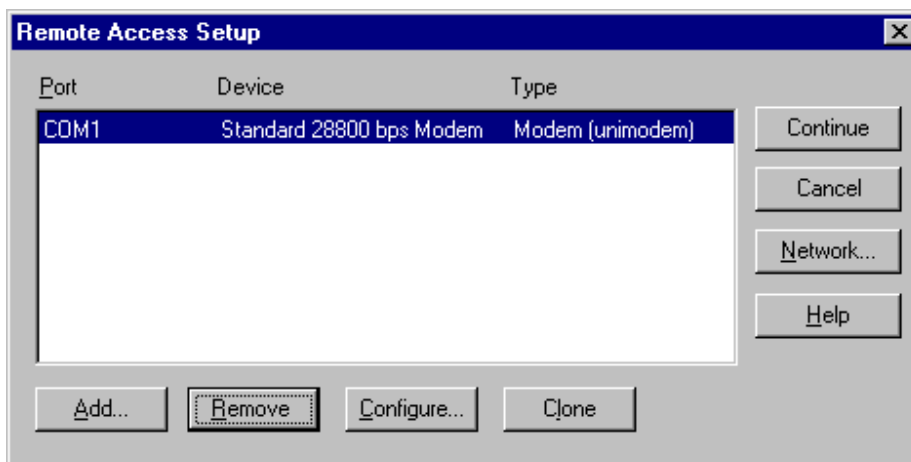 Remote Access Setup
Port Device Type
COM1 Standard 28800 bps Modem Modem (unimodem)
Continue
Cancel
Network...
Help
Add... Remove Configure... Clone